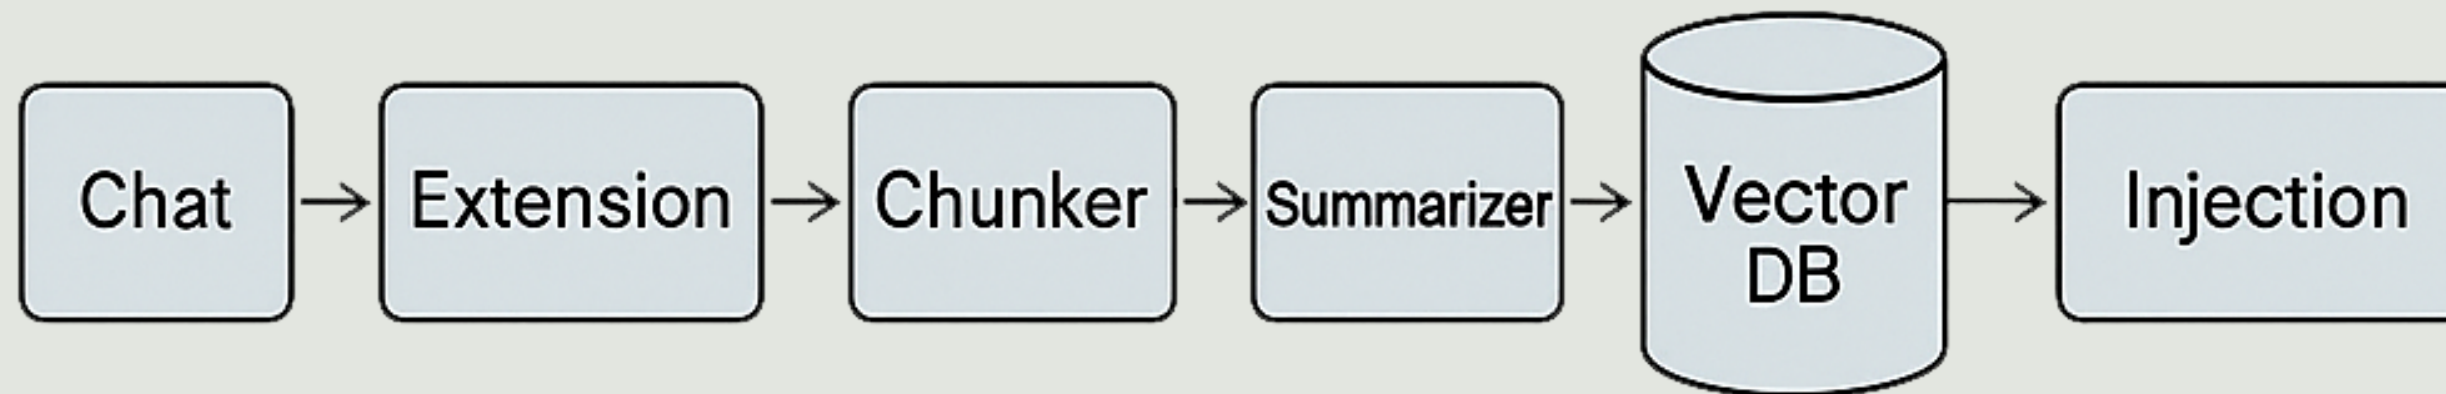 Chat
Extension
Chunker
Summarizer
Vector
DB
Injection